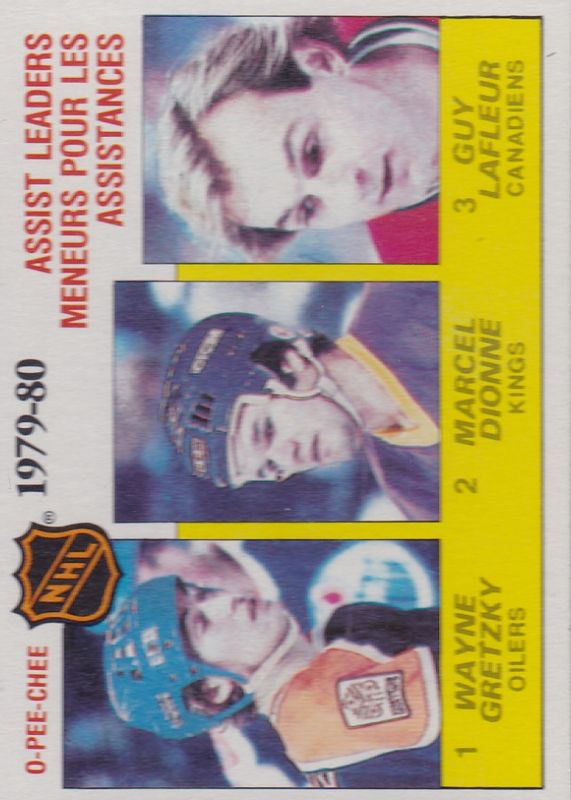 O-PEE-CHEE
NHL
® 1979-80
ASSIST LEADERS
MENEURS POUR LES
ASSISTANCES
1 WAYNE
GRETZKY
OILERS
2 MARCEL
DIONNE
KINGS
3 GUY
LAFLEUR
CANADIENS